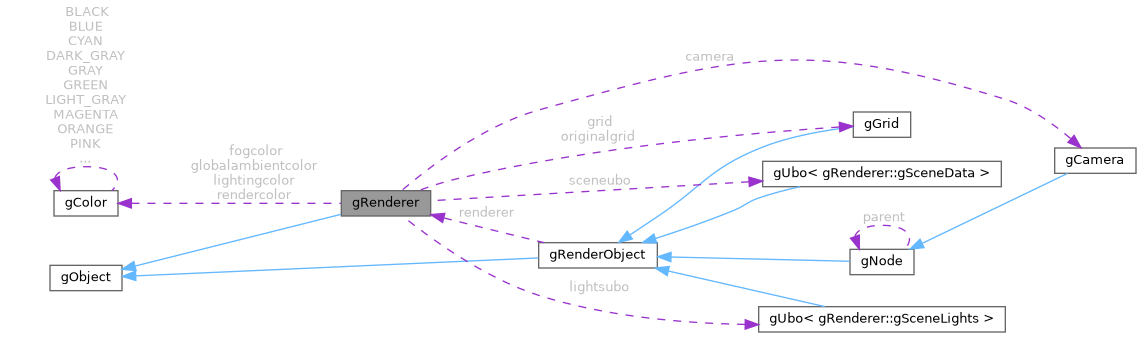 BLACK
BLUE
CYAN
DARK_GRAY
GRAY
GREEN
LIGHT_GRAY
MAGENTA
ORANGE
PINK
...
gColor
gObject
fogcolor
globalambientcolor
lightingcolor
rendercolor
gRenderer
camera
grid
originalgrid
sceneubo
renderer
lightsubo
gRenderObject
gGrid
gUbo< gRenderer::gSceneData >
parent
gNode
gUbo< gRenderer::gSceneLights >
gCamera